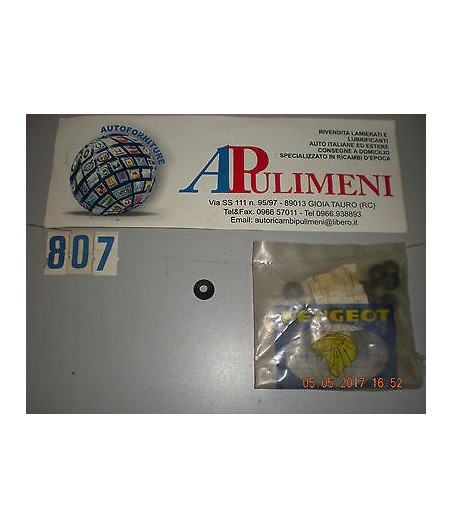 AUTOFORNITURE
APULIMENI
RIVENDITA LAMIERATI E
LUBRIFICANTI
AUTO ITALIANE ED ESTERE
CONSEGNE A DOMICILIO
SPECIALIZZATO IN RICAMBI D'EPOCA
Via SS 111 n. 95/97 - 89013 GIOIA TAURO (RC)
Tel&Fax. 0966 57011 - Tel 0966.938893
Email: autoricambipulimeni@libero.it
807
PEUGEOT
05 05 2017 16 52